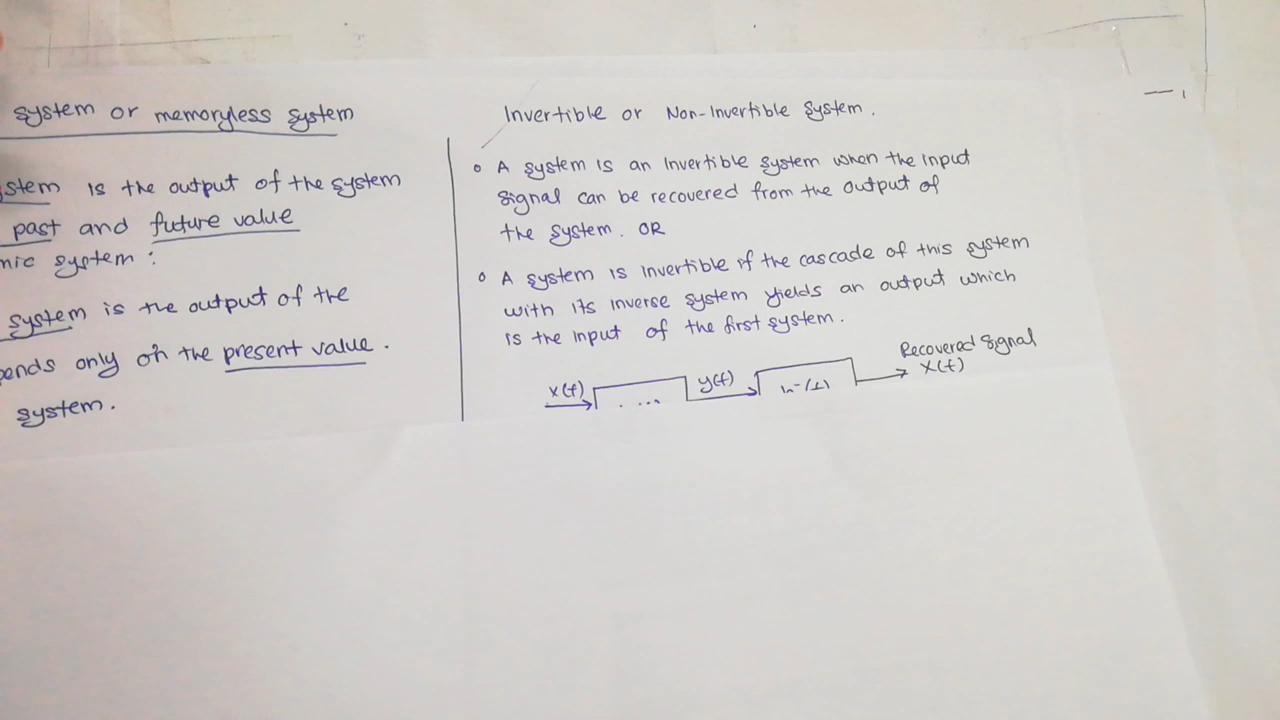 system or memoryless system
stem is the output of the system
past and future value
mic system :
system is the output of the
pends only on the present value .
system .
Invertible or Non-Invertible System .
A system is an invertible system when the input
signal can be recovered from the output of
the system . OR
A system is invertible if the cascade of this system
with its inverse system yields an output which
is the input of the first system .
x(t)
y(t)
Recovered signal
x(t)